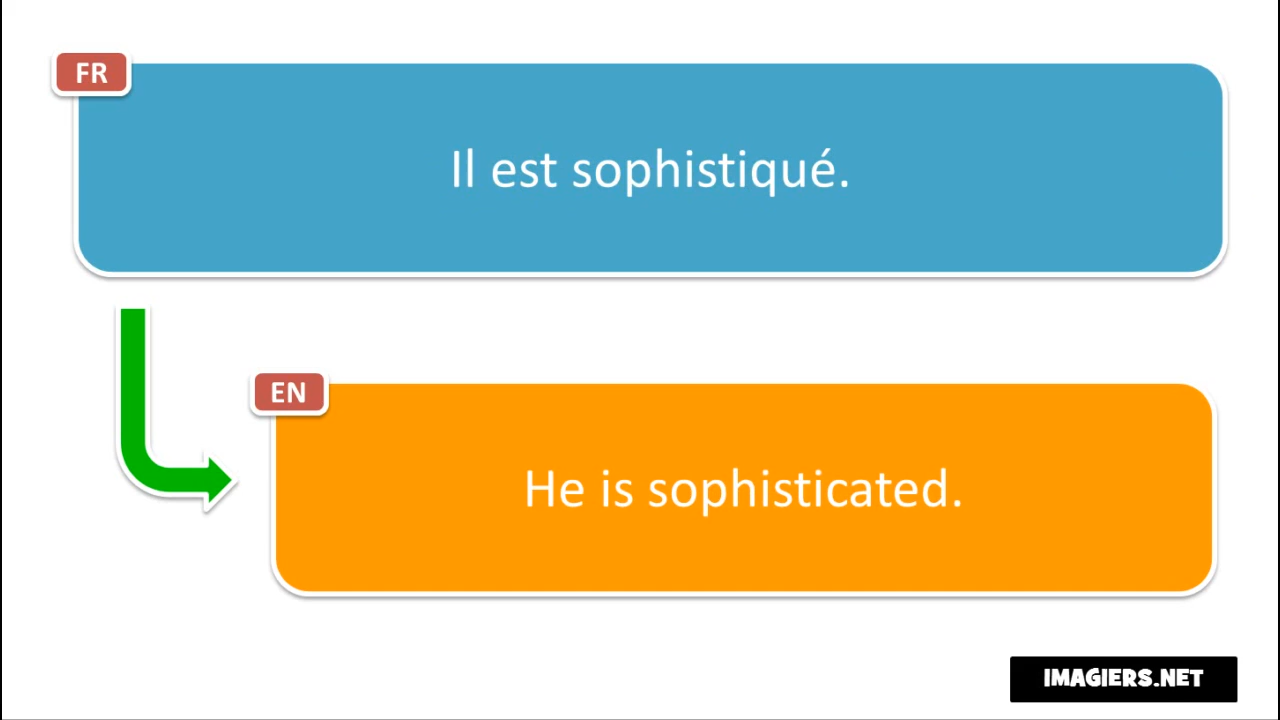 FR
Il est sophistiqué.
EN
He is sophisticated.
IMAGIERS.NET